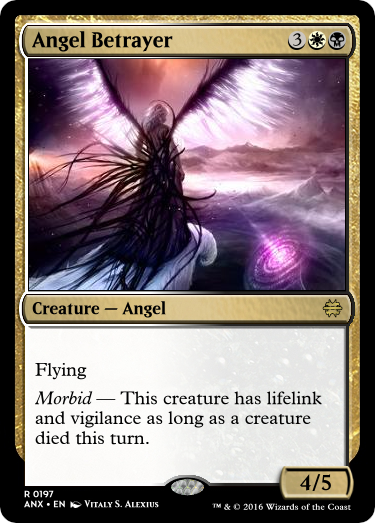 Angel Betrayer 3
Creature — Angel
Flying
Morbid — This creature has lifelink
and vigilance as long as a creature
died this turn.
4/5
R 0197
ANX • EN VITALY S. ALEXIUS ™ & © 2016 Wizards of the Coast